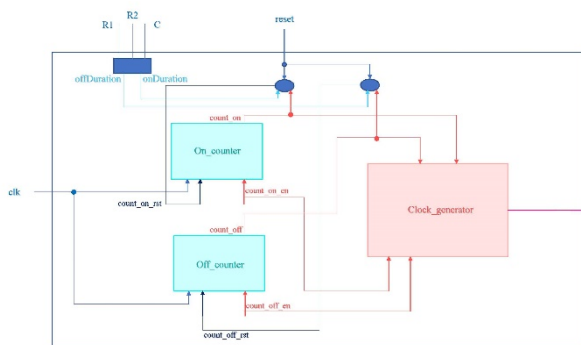 R2
R1
C
reset
offDuration
onDuration
count_on
On_counter
clk
count_on_en
count_on_rst
Clock_generator
count_off
Off_counter
count_off_en
count_off_rst